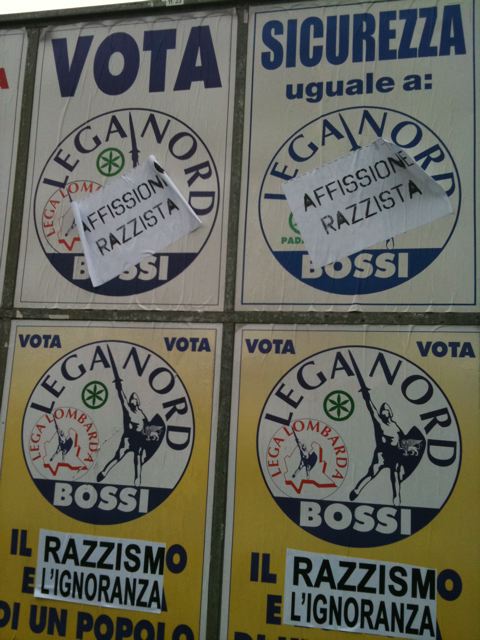 VOTA
LEGA NORD
LEGA LOMBARDA
AFFISSIONE
RAZZISTA
BOSSI
SICUREZZA
uguale a:
LEGA NORD
AFFISSIONE
RAZZISTA
BOSSI
VOTA VOTA
LEGA NORD
LEGA LOMBARDA
BOSSI
IL RAZZISMO
E L'IGNORANZA
DI UN POPOLO
VOTA VOTA
LEGA NORD
LEGA LOMBARDA
BOSSI
IL RAZZISMO
E L'IGNORANZA